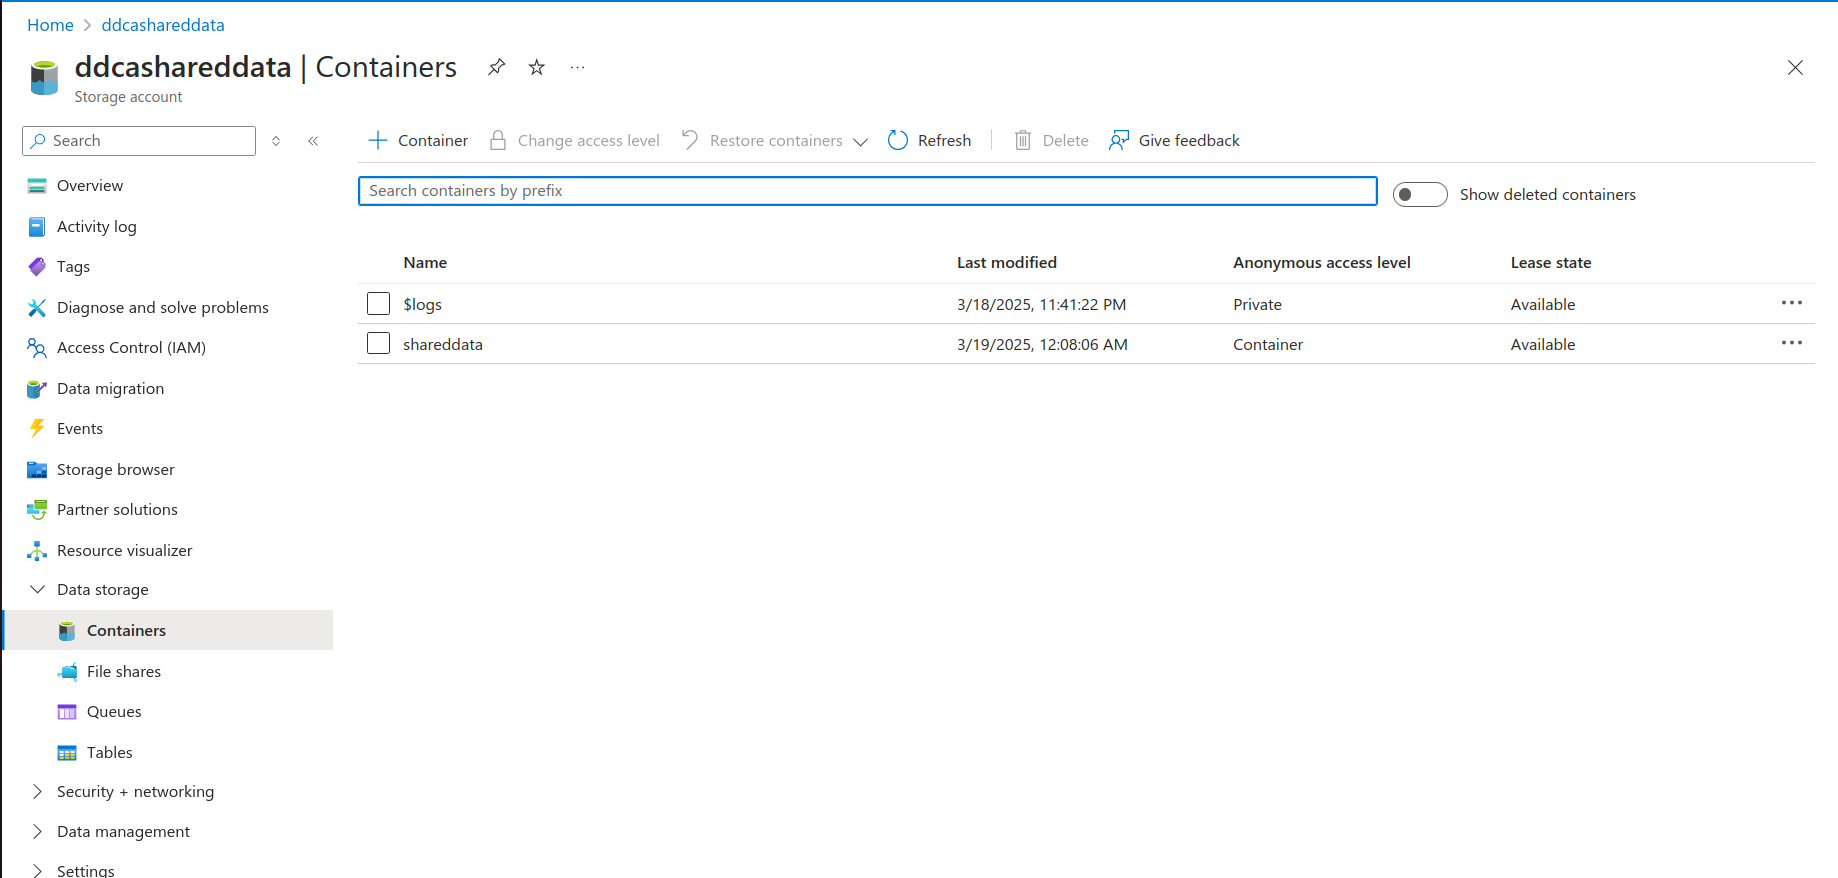 Home > ddcashareddata
ddcashareddata | Containers
Storage account
Search
+ Container Change access level Restore containers Refresh Delete Give feedback
Search containers by prefix
Show deleted containers
Overview
Activity log
Tags
Diagnose and solve problems
Access Control (IAM)
Data migration
Events
Storage browser
Partner solutions
Resource visualizer
Data storage
Containers
File shares
Queues
Tables
Security + networking
Data management
Settings
Name Last modified Anonymous access level Lease state
$logs 3/18/2025, 11:41:22 PM Private Available
shareddata 3/19/2025, 12:08:06 AM Container Available